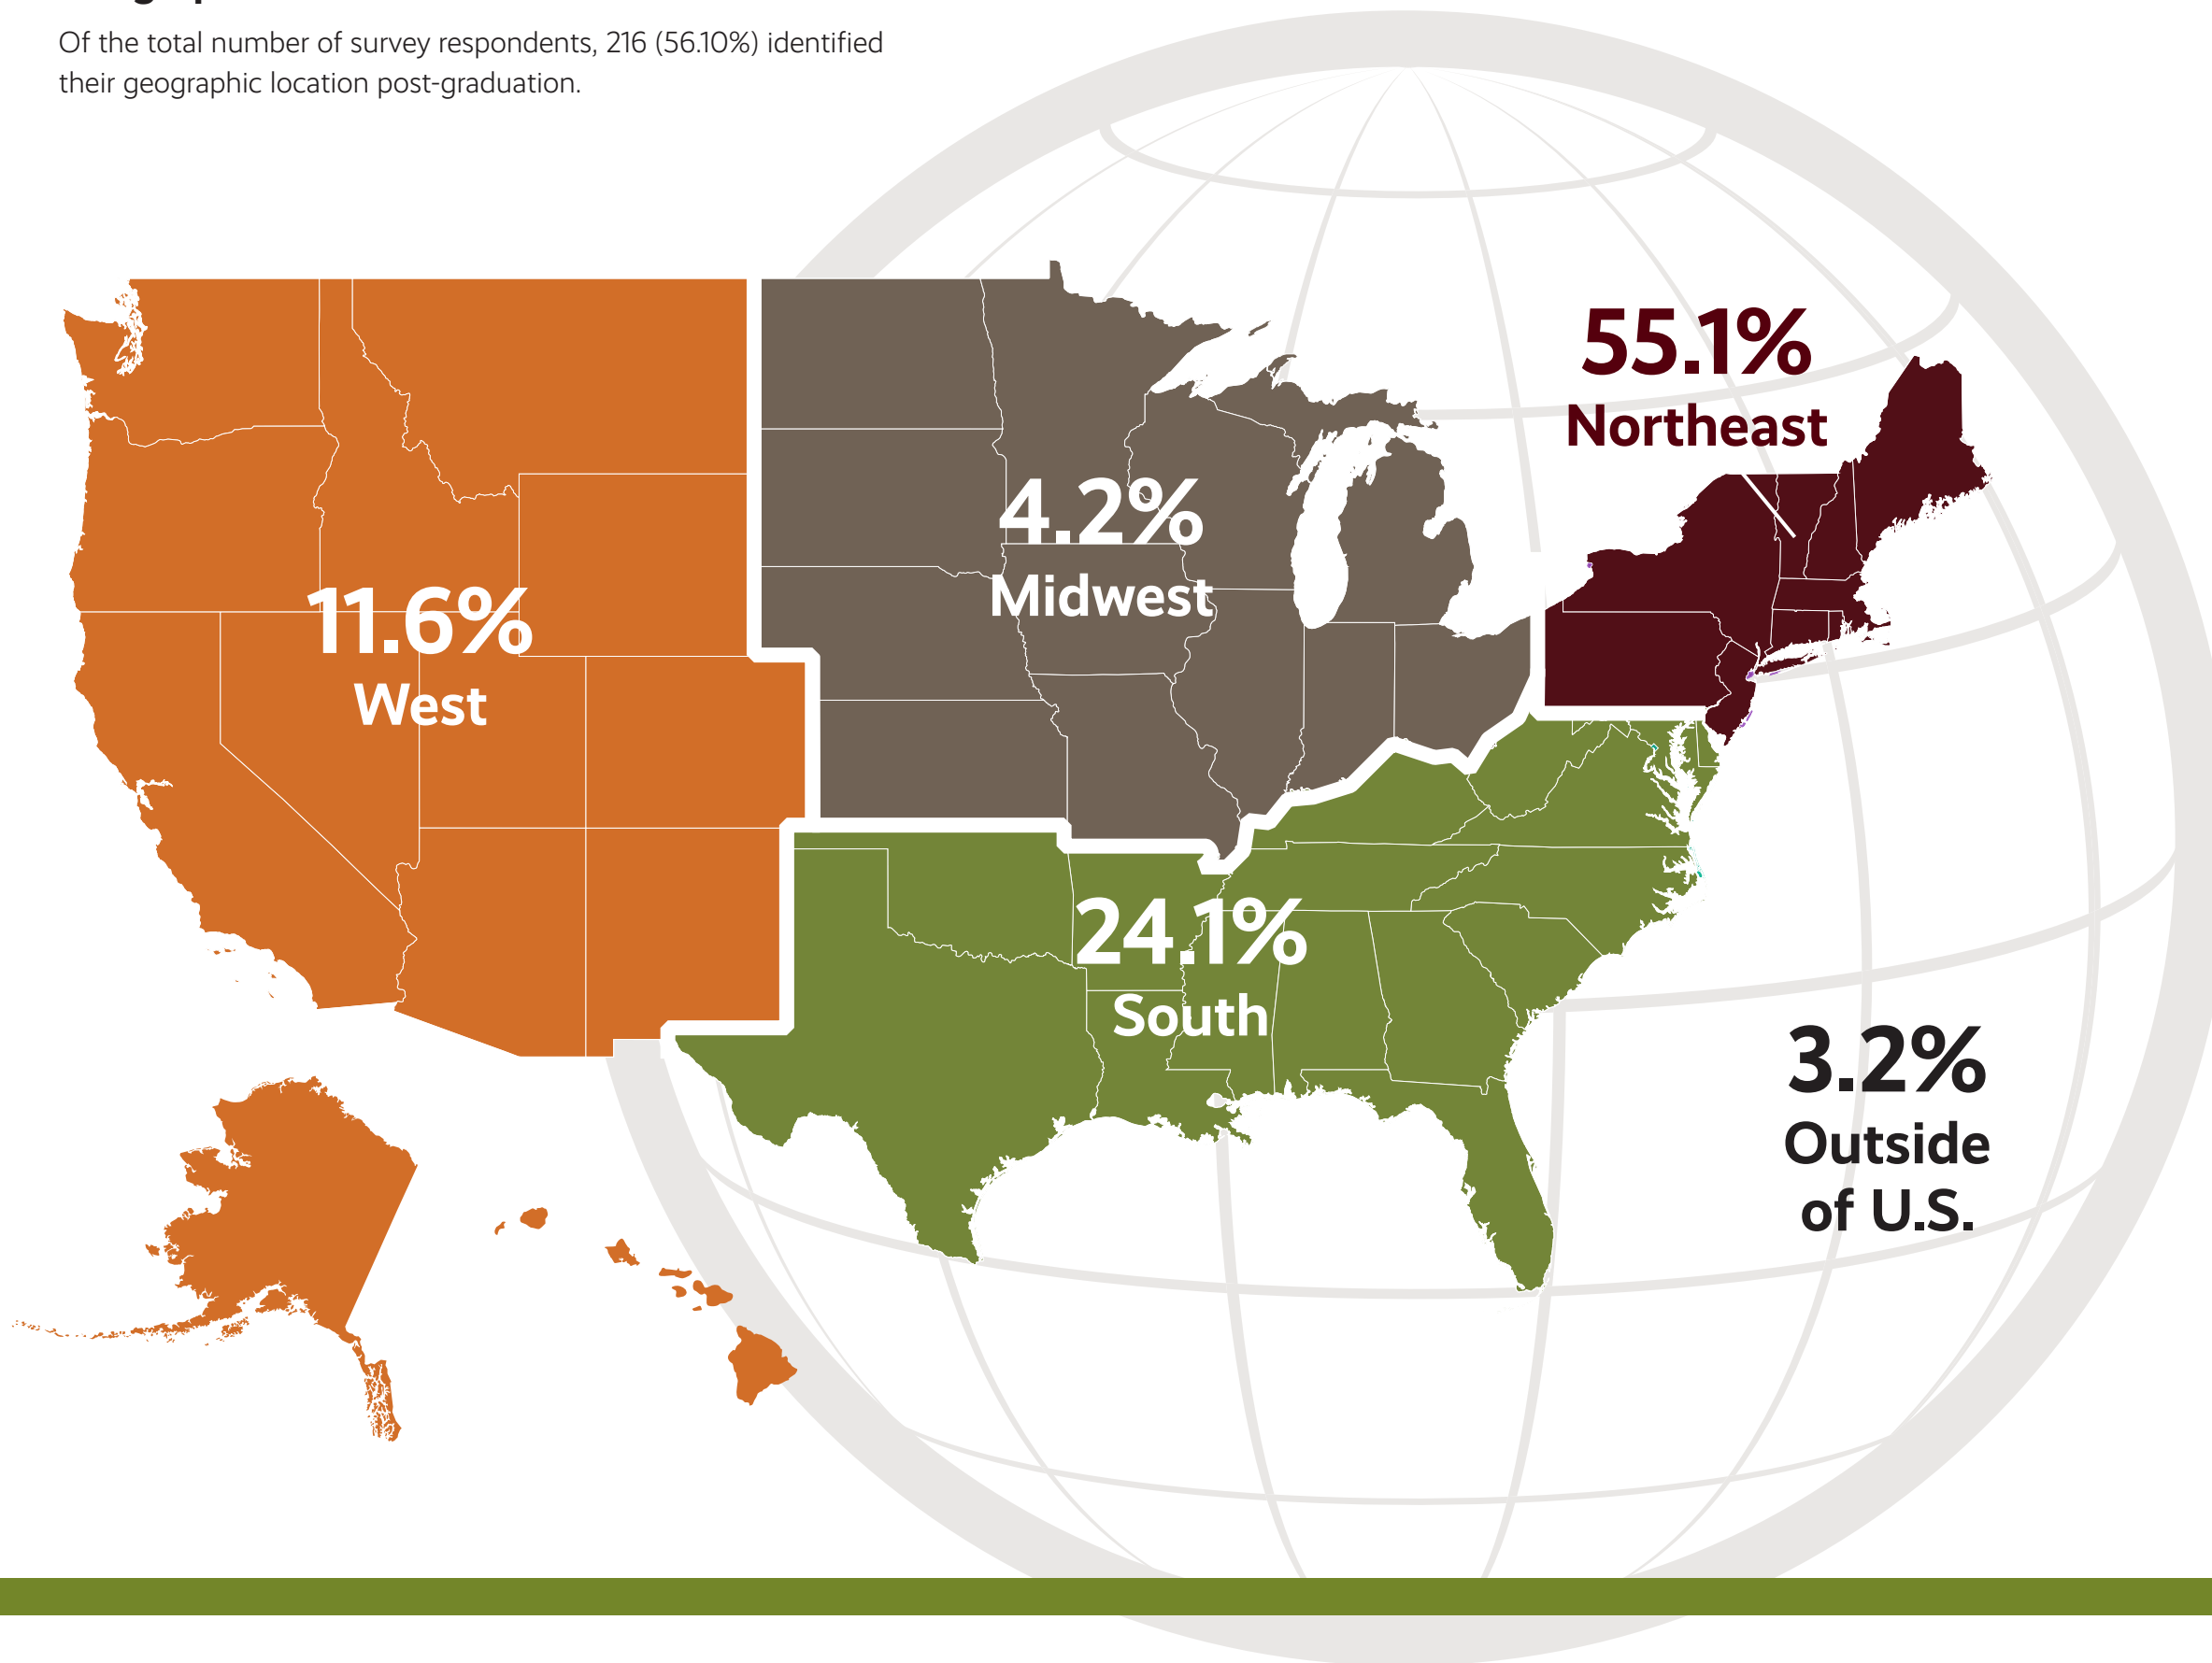 Of the total number of survey respondents, 216 (56.10%) identified
their geographic location post-graduation.
55.1%
Northeast
4.2%
Midwest
11.6%
West
24.1%
South
3.2%
Outside
of U.S.